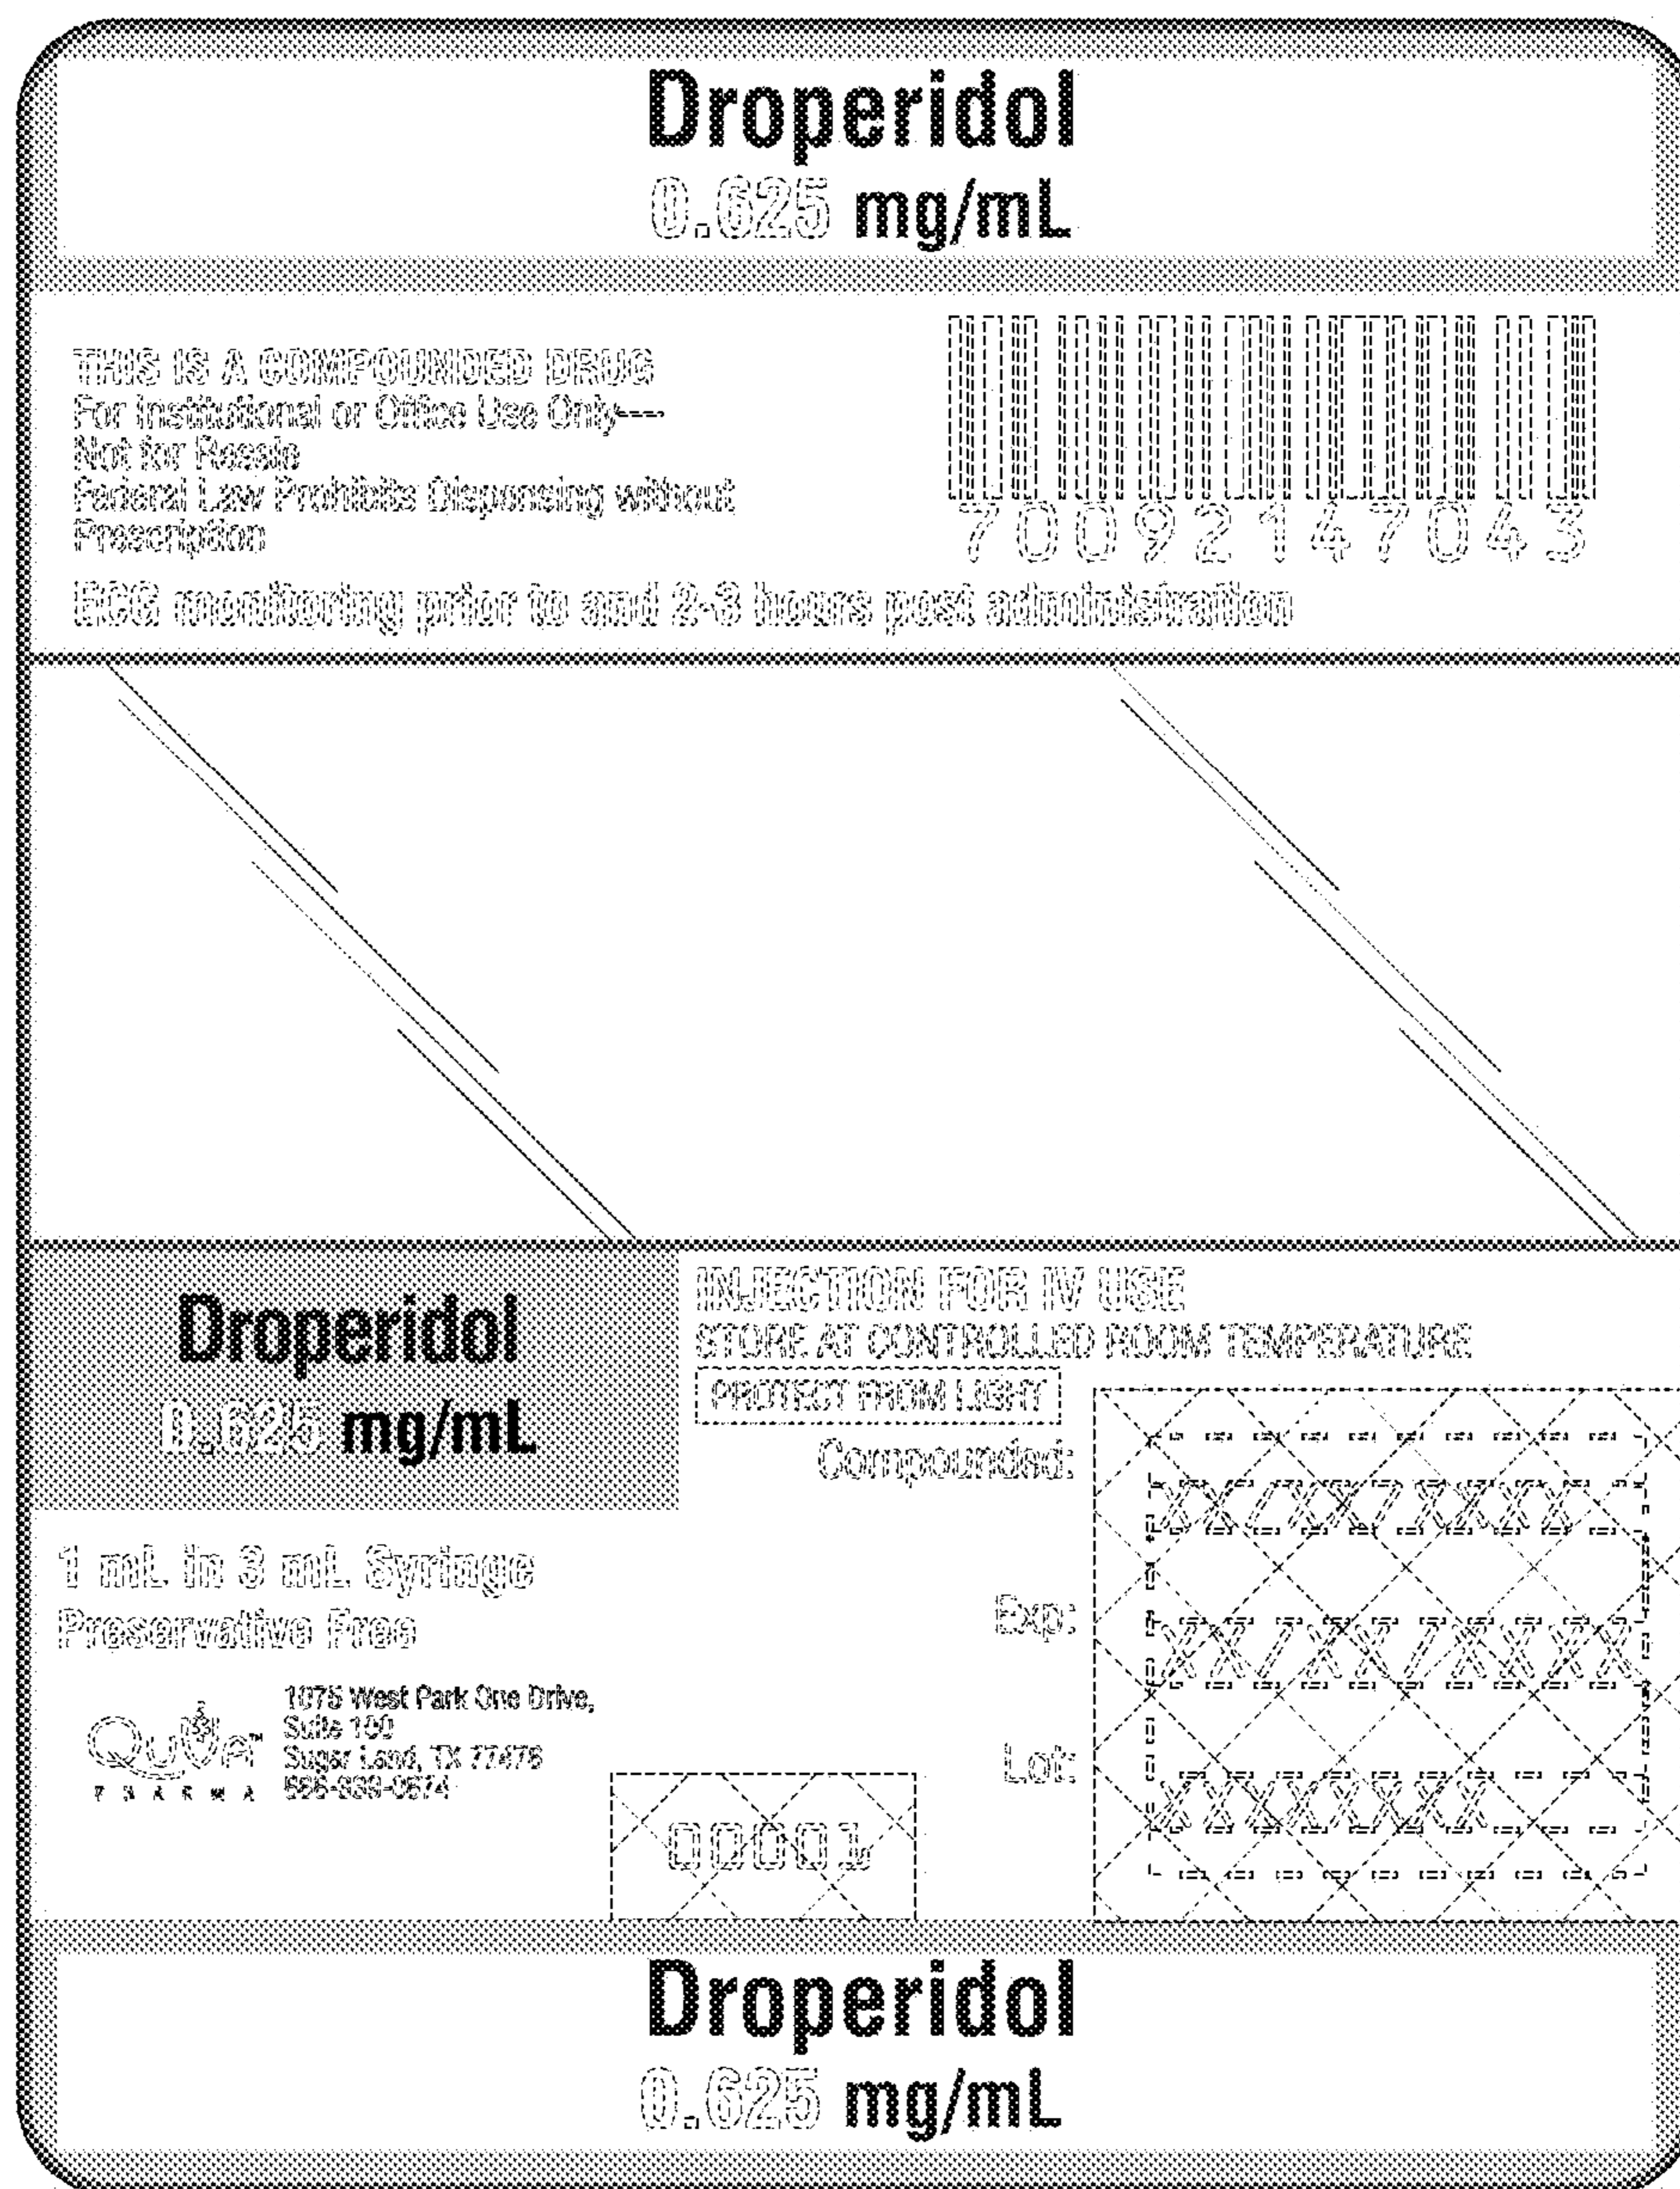 Droperidol
0.625 mg/mL
THIS IS A COMPOUNDED DRUG
For Institutional or Office Use Only----
Not for Resale
Federal Law Prohibits Dispensing without
Prescription
70092147043
ECG monitoring prior to and 2-3 hours post administration
Droperidol
0.625 mg/mL
INJECTION FOR IV USE
STORE AT CONTROLLED ROOM TEMPERATURE
PROTECT FROM LIGHT
Compounded: XX/XX/XXXX
1 mL in 3 mL Syringe
Preservative Free
Exp: XX/XX/XXXX
QuVa™
PHARMA
1075 West Park One Drive,
Suite 100
Sugar Land, TX
Lot: XXXXXXX
00001
Droperidol
0.625 mg/mL